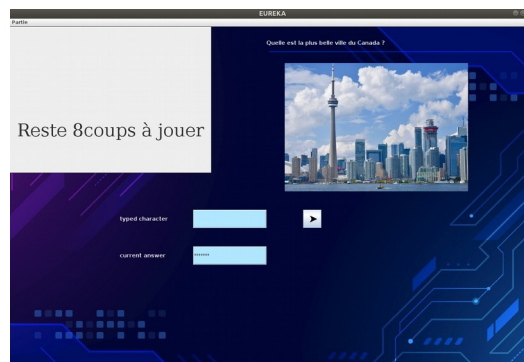 EUREKA
Partie
Quelle est la plus belle ville du Canada ?
Reste 8coups à jouer
typed character
current answer